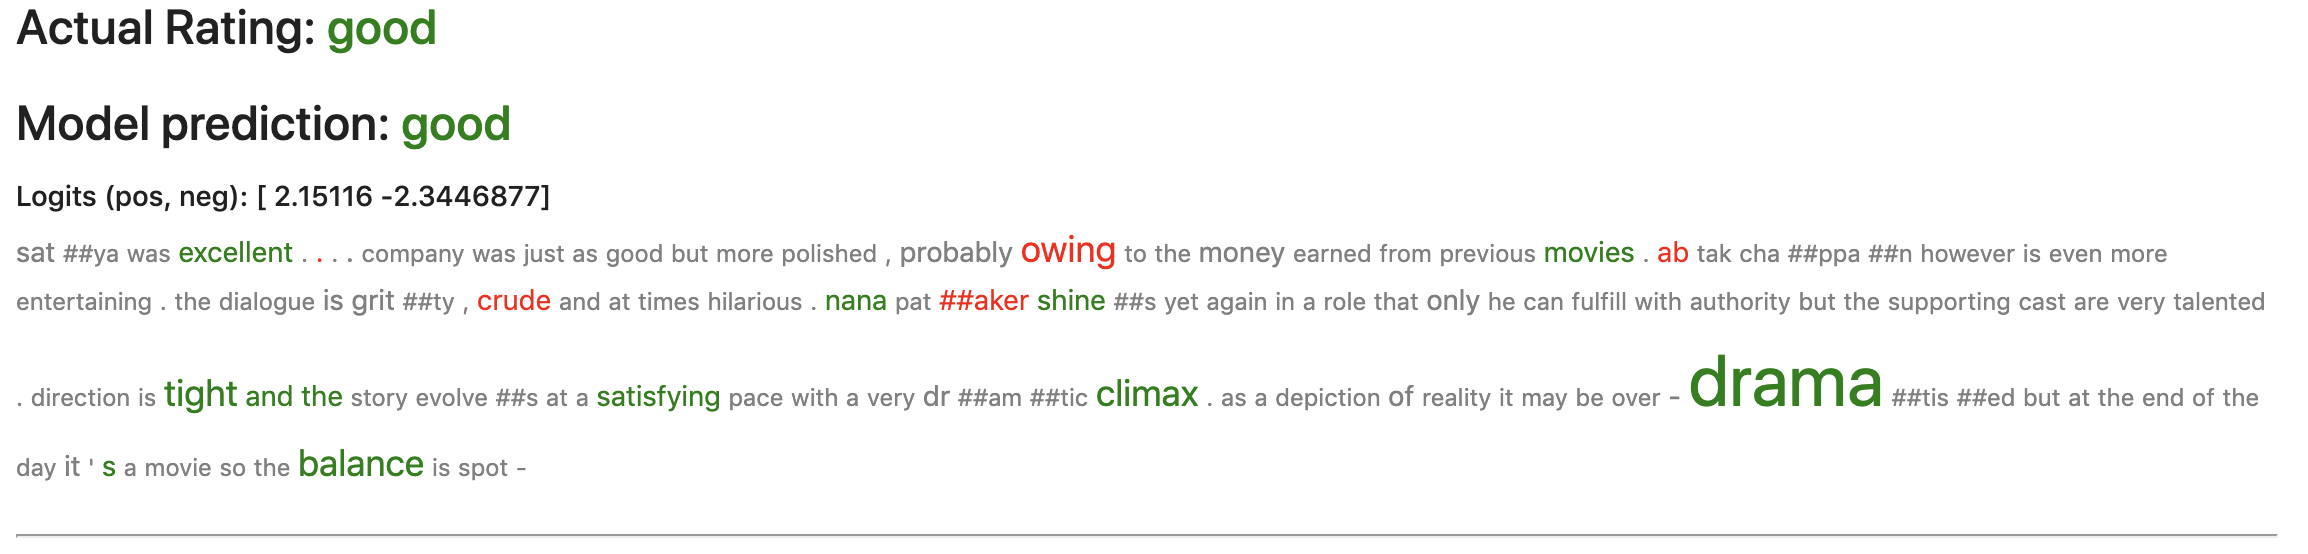 Actual Rating: good
Model prediction: good
Logits (pos, neg): [ 2.15116 -2.3446877]
sat ##ya was excellent . . . . company was just as good but more polished , probably owing to the money earned from previous movies . ab tak cha ##ppa ##n however is even more
entertaining . the dialogue is grit ##ty , crude and at times hilarious . nana pat ##aker shine ##s yet again in a role that only he can fulfill with authority but the supporting cast are very talented
. direction is tight and the story evolve ##s at a satisfying pace with a very dr ##am ##tic climax . as a depiction of reality it may be over - drama ##tis ##ed but at the end of the
day it ' s a movie so the balance is spot -